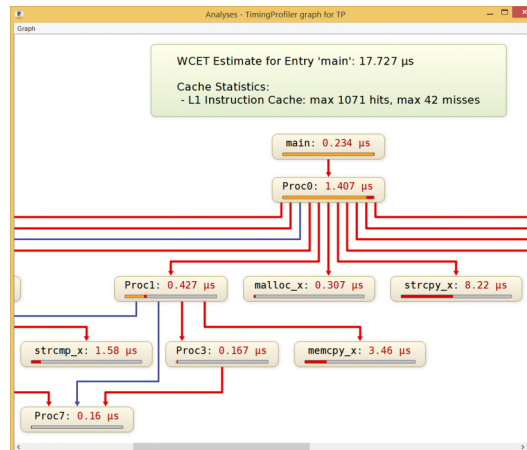 Analyses - TimingProfiler graph for TP
Graph
WCET Estimate for Entry 'main': 17.727 µs
Cache Statistics:
- L1 Instruction Cache: max 1071 hits, max 42 misses
main: 0.234 µs
Proc0: 1.407 µs
Proc1: 0.427 µs
malloc_x: 0.307 µs
strcpy_x: 8.22 µs
strcmp_x: 1.58 µs
Proc3: 0.167 µs
memcpy_x: 3.46 µs
Proc7: 0.16 µs